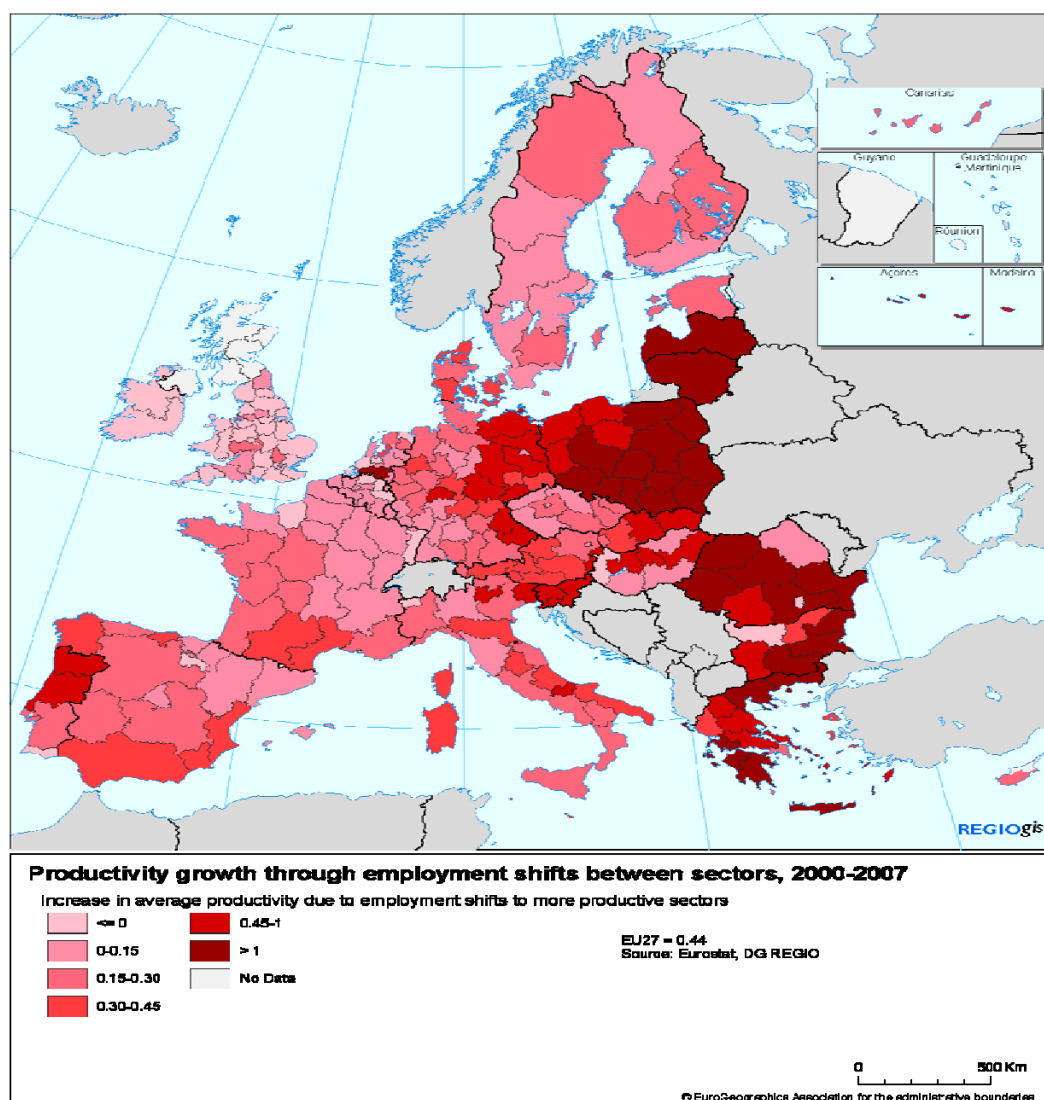 Canarias
Guyane
Guadeloupe
Martinique
Réunion
Açores
Madeira
REGIOgis
Productivity growth through employment shifts between sectors, 2000-2007
Increase in average productivity due to employment shifts to more productive sectors
<= 0
0-0.15
0.15-0.30
0.30-0.45
0.45-1
> 1
No Data
EU27 = 0.44
Source: Eurostat, DG REGIO
0 500 Km
© EuroGeographics Association for the administrative boundaries